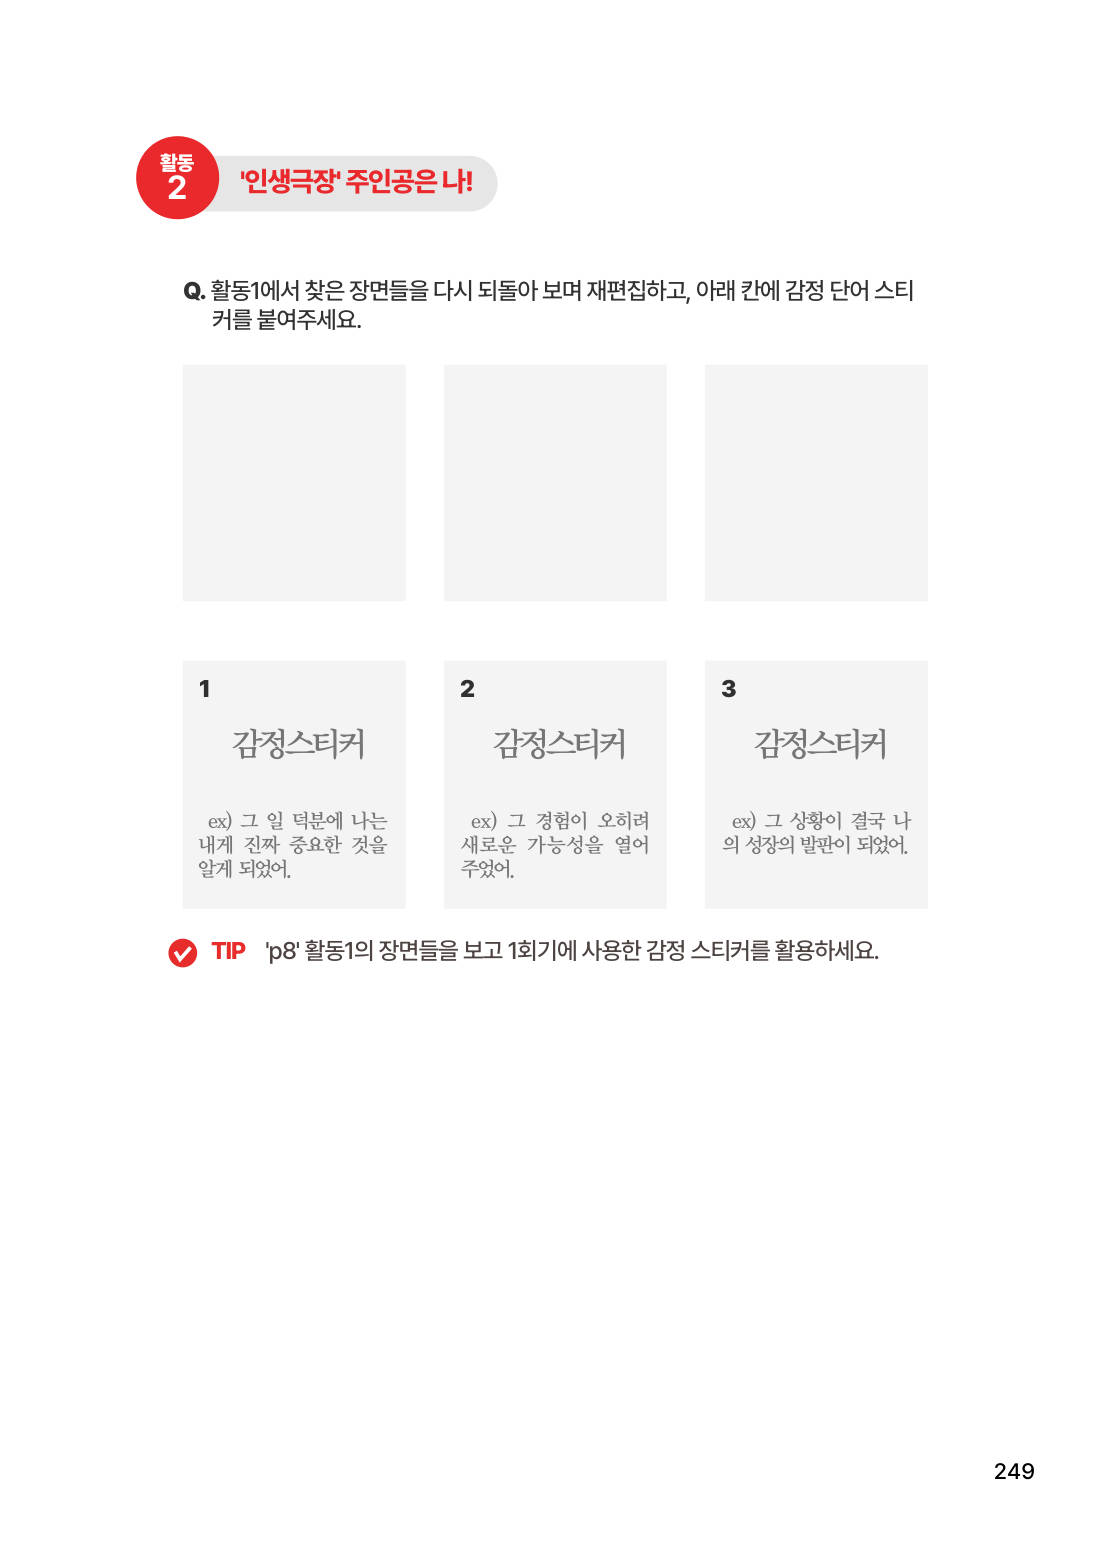 활동
2
'인생극장' 주인공은 나!
Q. 활동1에서 찾은 장면들을 다시 되돌아 보며 재편집하고, 아래 칸에 감정 단어 스티
커를 붙여주세요.
1
감정스티커
ex) 그 일 덕분에 나는
내게 진짜 중요한 것을
알게 되었어.
2
감정스티커
ex) 그 경험이 오히려
새로운 가능성을 열어
주었어.
3
감정스티커
ex) 그 상황이 결국 나
의 성장의 발판이 되었어.
TIP 'p8' 활동1의 장면들을 보고 1회기에 사용한 감정 스티커를 활용하세요.
249